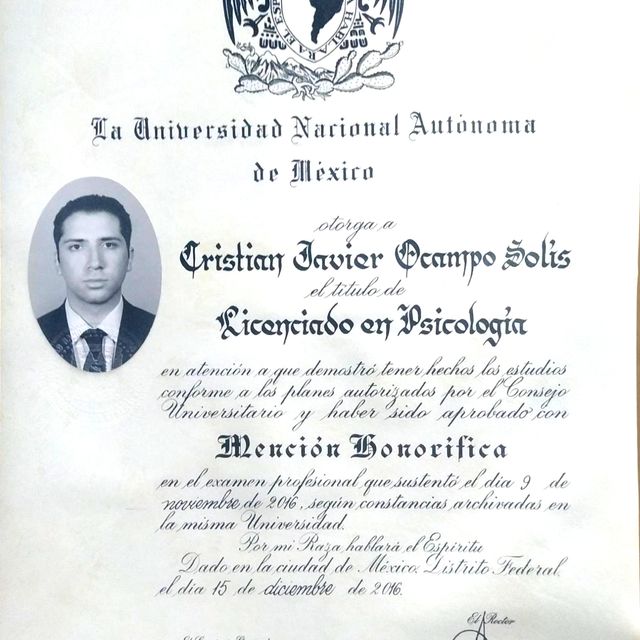 HABLARA EL ESP
La Universidad Nacional Autónoma
de México
otorga a
Cristian Javier Ocampo Solís
el título de
Licenciado en Psicología
en atención a que demostró tener hechos los estudios
conforme a los planes autorizados por el Consejo
Universitario y haber sido aprobado con
Mención Honorífica
en el examen profesional que sustentó el día 9 de
noviembre de 2016, según constancias archivadas en
la misma Universidad.
Por mi Raza hablará el Espíritu
Dado en la ciudad de México, Distrito Federal,
el día 15 de diciembre de 2016.
El Rector